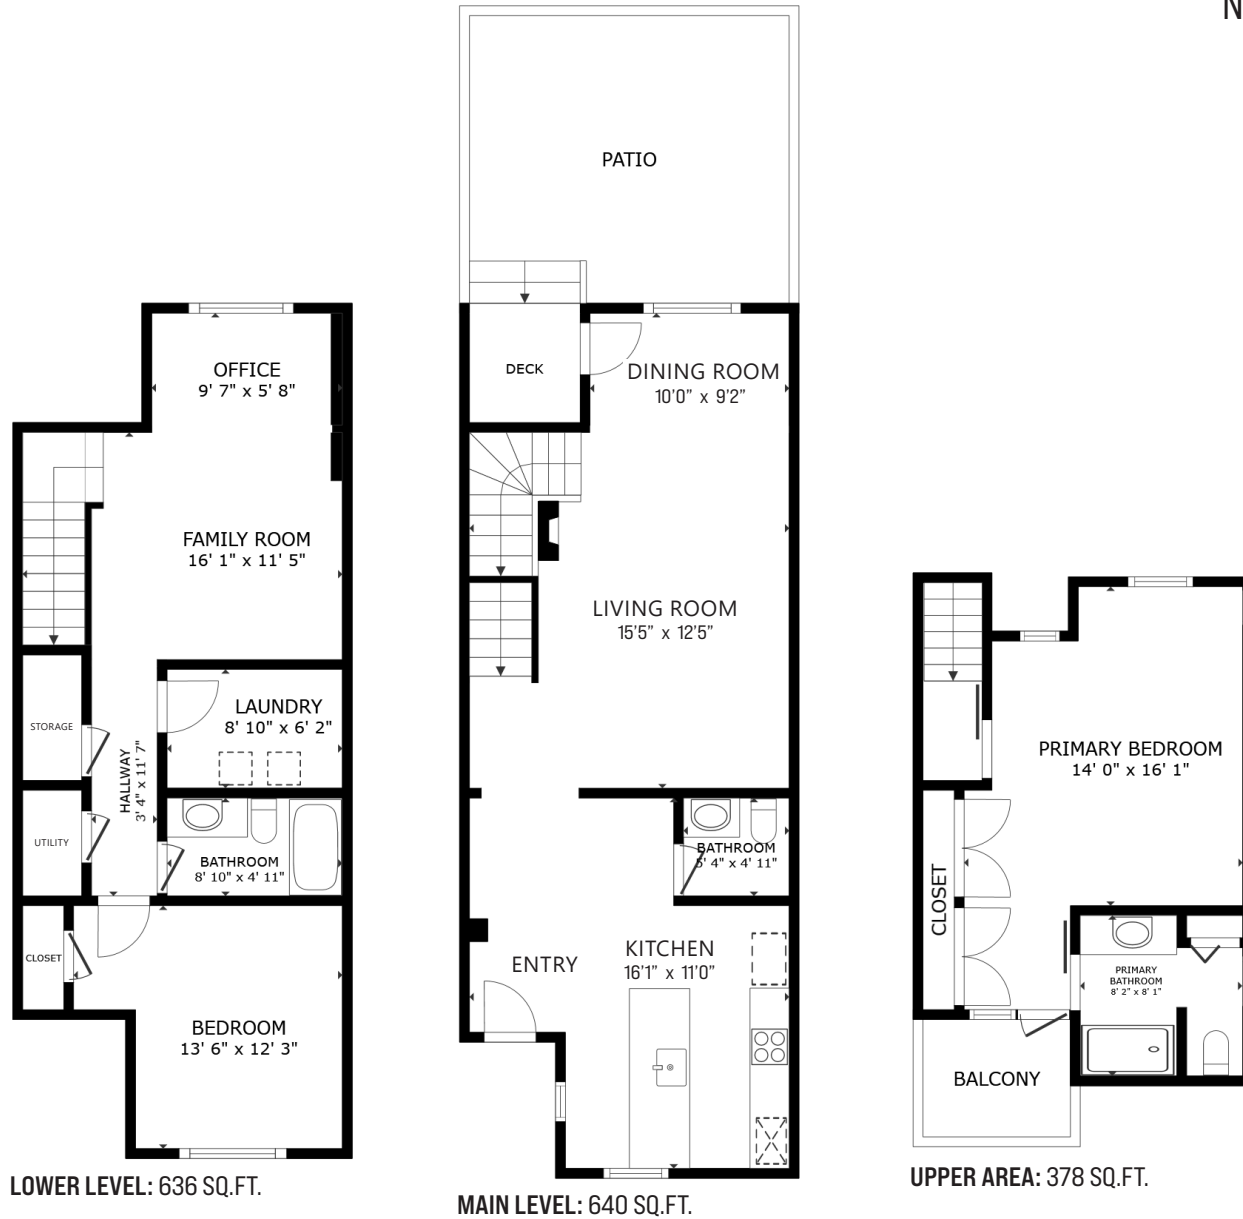 N
PATIO
OFFICE
9' 7" x 5' 8"
FAMILY ROOM
16' 1" x 11' 5"
LAUNDRY
8' 10" x 6' 2"
STORAGE
HALLWAY
3' 4" x 11' 7"
UTILITY
BATHROOM
8' 10" x 4' 11"
CLOSET
BEDROOM
13' 6" x 12' 3"
LOWER LEVEL: 636 SQ.FT.
DECK
DINING ROOM
10'0" x 9'2"
LIVING ROOM
15'5" x 12'5"
BATHROOM
5' 4" x 4' 11"
ENTRY
KITCHEN
16'1" x 11'0"
MAIN LEVEL: 640 SQ.FT.
PRIMARY BEDROOM
14' 0" x 16' 1"
CLOSET
PRIMARY
BATHROOM
8' 2" x 8' 1"
BALCONY
UPPER AREA: 378 SQ.FT.